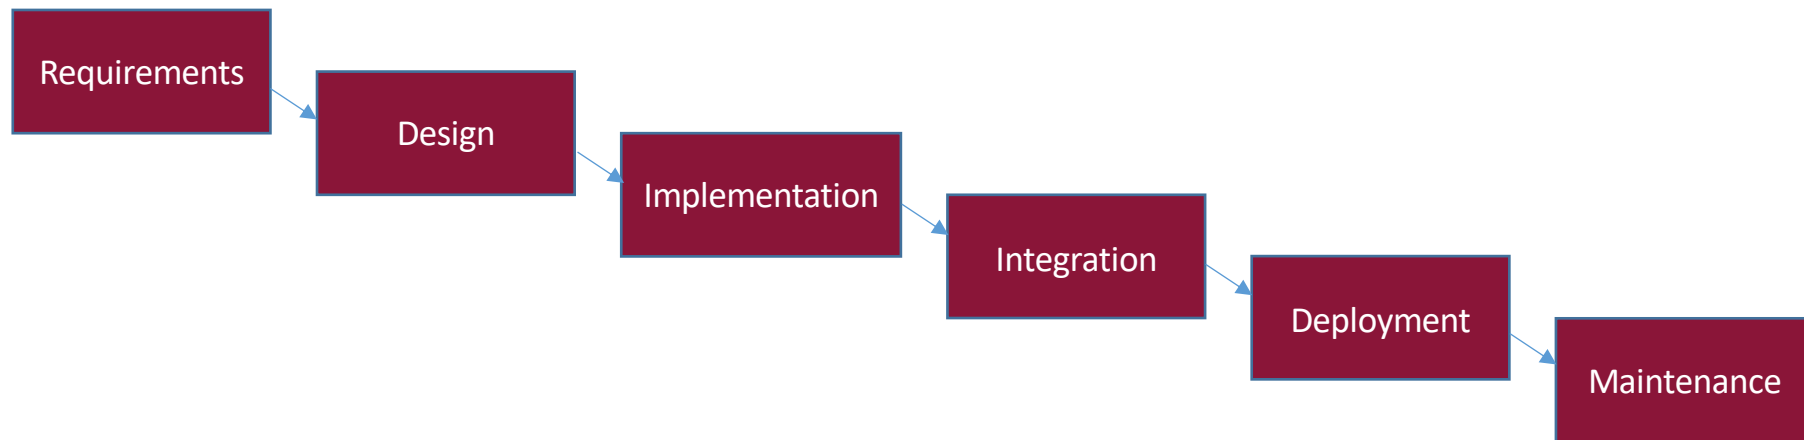 Requirements
Design
Implementation
Integration
Deployment
Maintenance